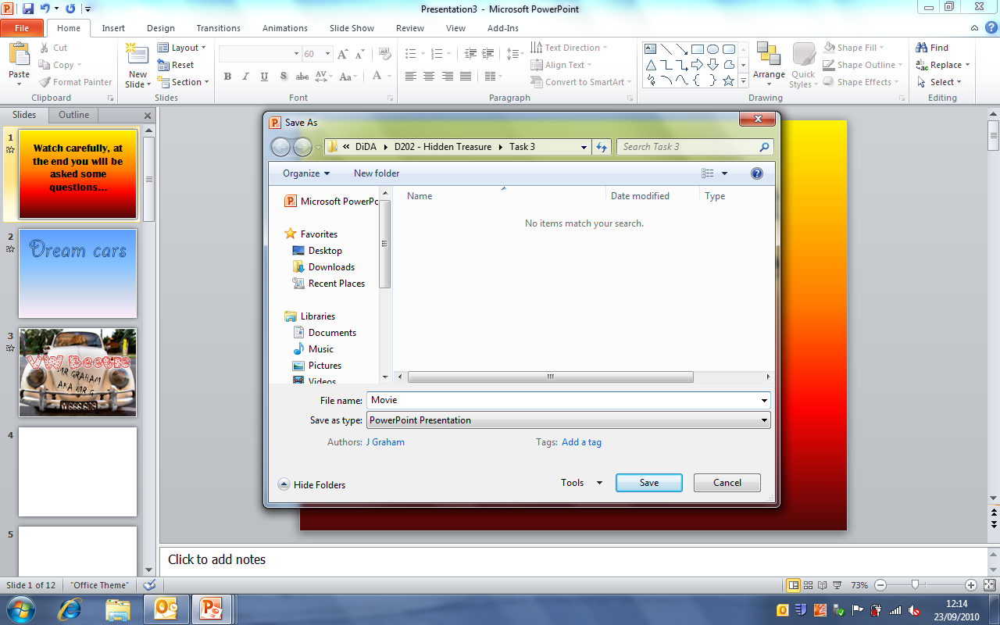 Presentation3 - Microsoft PowerPoint
File Home Insert Design Transitions Animations Slide Show Review View Add-Ins
Paste
Cut
Copy
Format Painter
Clipboard
New Slide
Layout
Reset
Section
Slides
60
B I U S abc AV Aa A
Font
Text Direction
Align Text
Convert to SmartArt
Paragraph
Arrange
Quick Styles
Shape Fill
Shape Outline
Shape Effects
Drawing
Find
Replace
Select
Editing
Slides Outline
1
Watch carefully, at
the end you will be
asked some
questions...
2
Dream cars
3
VW Beetle
MR GRAHAM
AKA MR G
4
5
Save As
« DiDA D202 - Hidden Treasure Task 3
Search Task 3
Organize New folder
Microsoft PowerPo
Favorites
Desktop
Downloads
Recent Places
Libraries
Documents
Music
Pictures
Videos
Name Date modified Type
No items match your search.
File name: Movie
Save as type: PowerPoint Presentation
Authors: J Graham Tags: Add a tag
Hide Folders Tools Save Cancel
Click to add notes
Slide 1 of 12 "Office Theme" 73%
12:14
23/09/2010